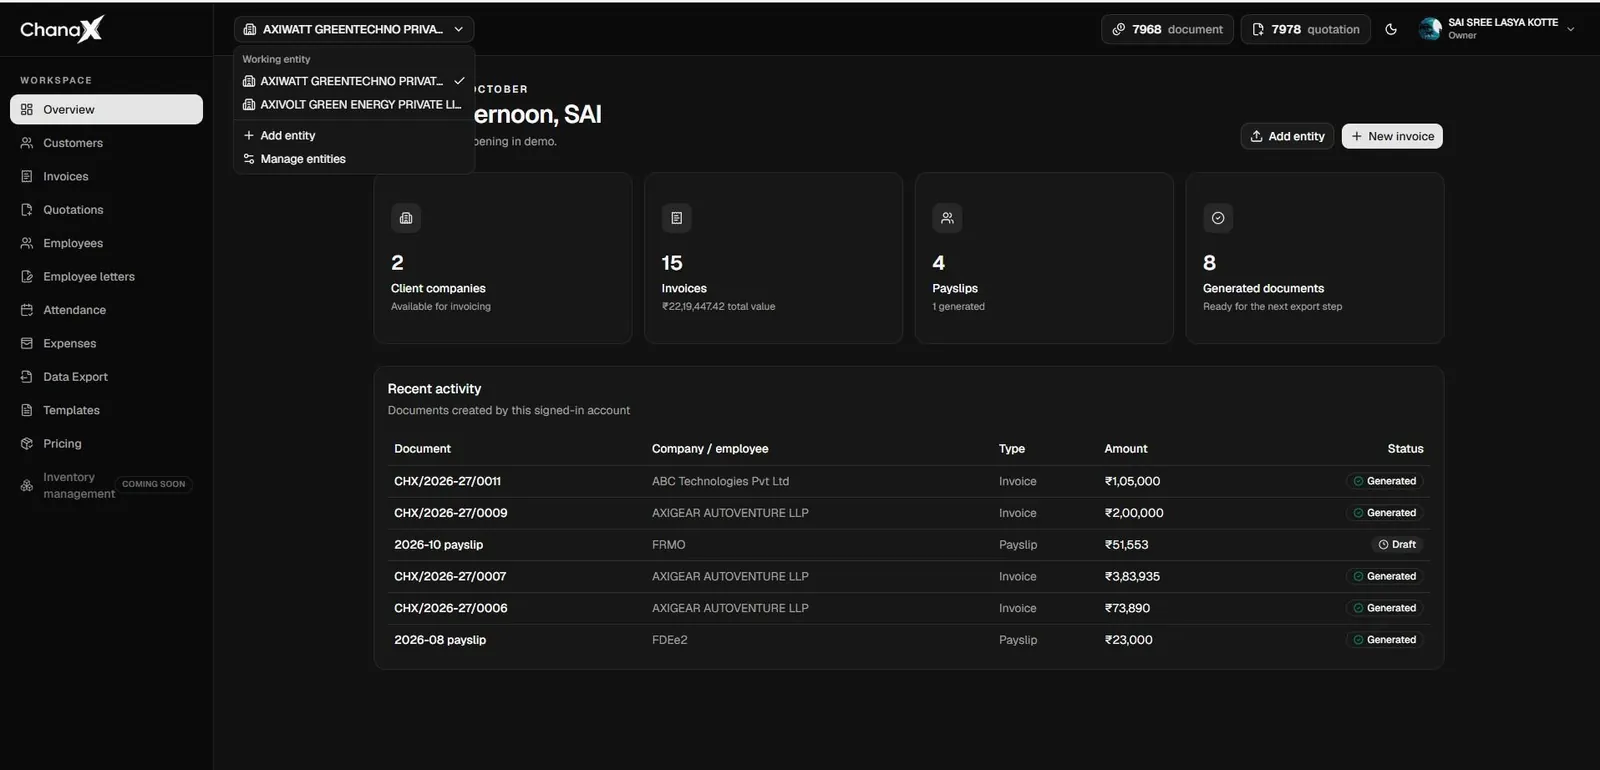 ChanaX
AXIWATT GREENTECHNO PRIVA...
7968 document
7978 quotation
SAI SREE LASYA KOTTE
Owner
WORKSPACE
Overview
Customers
Invoices
Quotations
Employees
Employee letters
Attendance
Expenses
Data Export
Templates
Pricing
Inventory management
COMING SOON
Working entity
AXIWATT GREENTECHNO PRIVAT...
AXIVOLT GREEN ENERGY PRIVATE LI...
Add entity
Manage entities
OCTOBER
ernoon, SAI
pening in demo.
Add entity
New invoice
2
Client companies
Available for invoicing
15
Invoices
₹22,19,447.42 total value
4
Payslips
1 generated
8
Generated documents
Ready for the next export step
Recent activity
Documents created by this signed-in account
Document Company / employee Type Amount Status
CHX/2026-27/0011 ABC Technologies Pvt Ltd Invoice ₹1,05,000 Generated
CHX/2026-27/0009 AXIGEAR AUTOVENTURE LLP Invoice ₹2,00,000 Generated
2026-10 payslip FRMO Payslip ₹51,553 Draft
CHX/2026-27/0007 AXIGEAR AUTOVENTURE LLP Invoice ₹3,83,935 Generated
CHX/2026-27/0006 AXIGEAR AUTOVENTURE LLP Invoice ₹73,890 Generated
2026-08 payslip FDEe2 Payslip ₹23,000 Generated